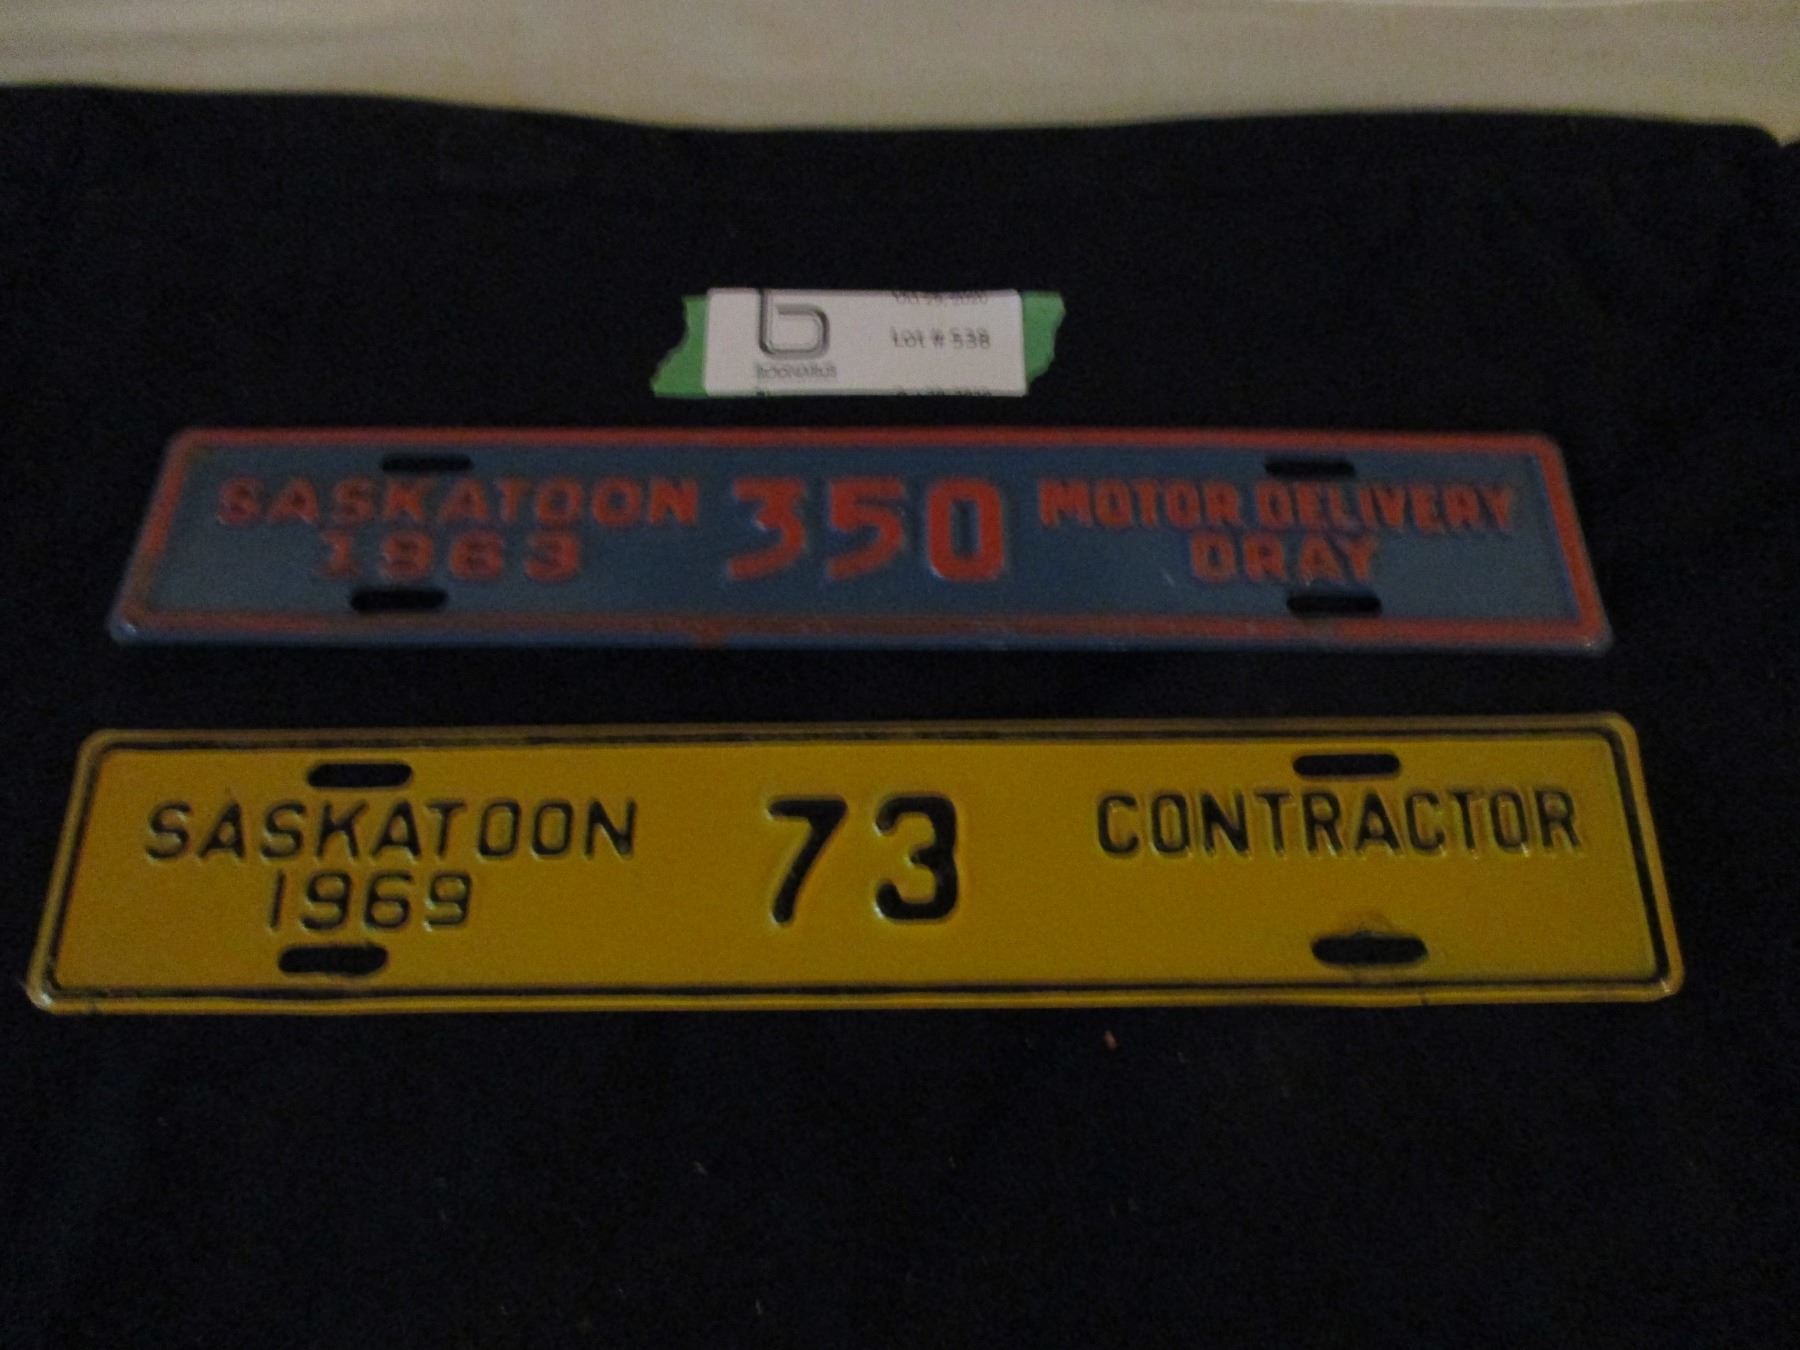 Lot # 538
SASKATOON 350 MOTOR DELIVERY
1963 DRAY
SASKATOON 73 CONTRACTOR
1969